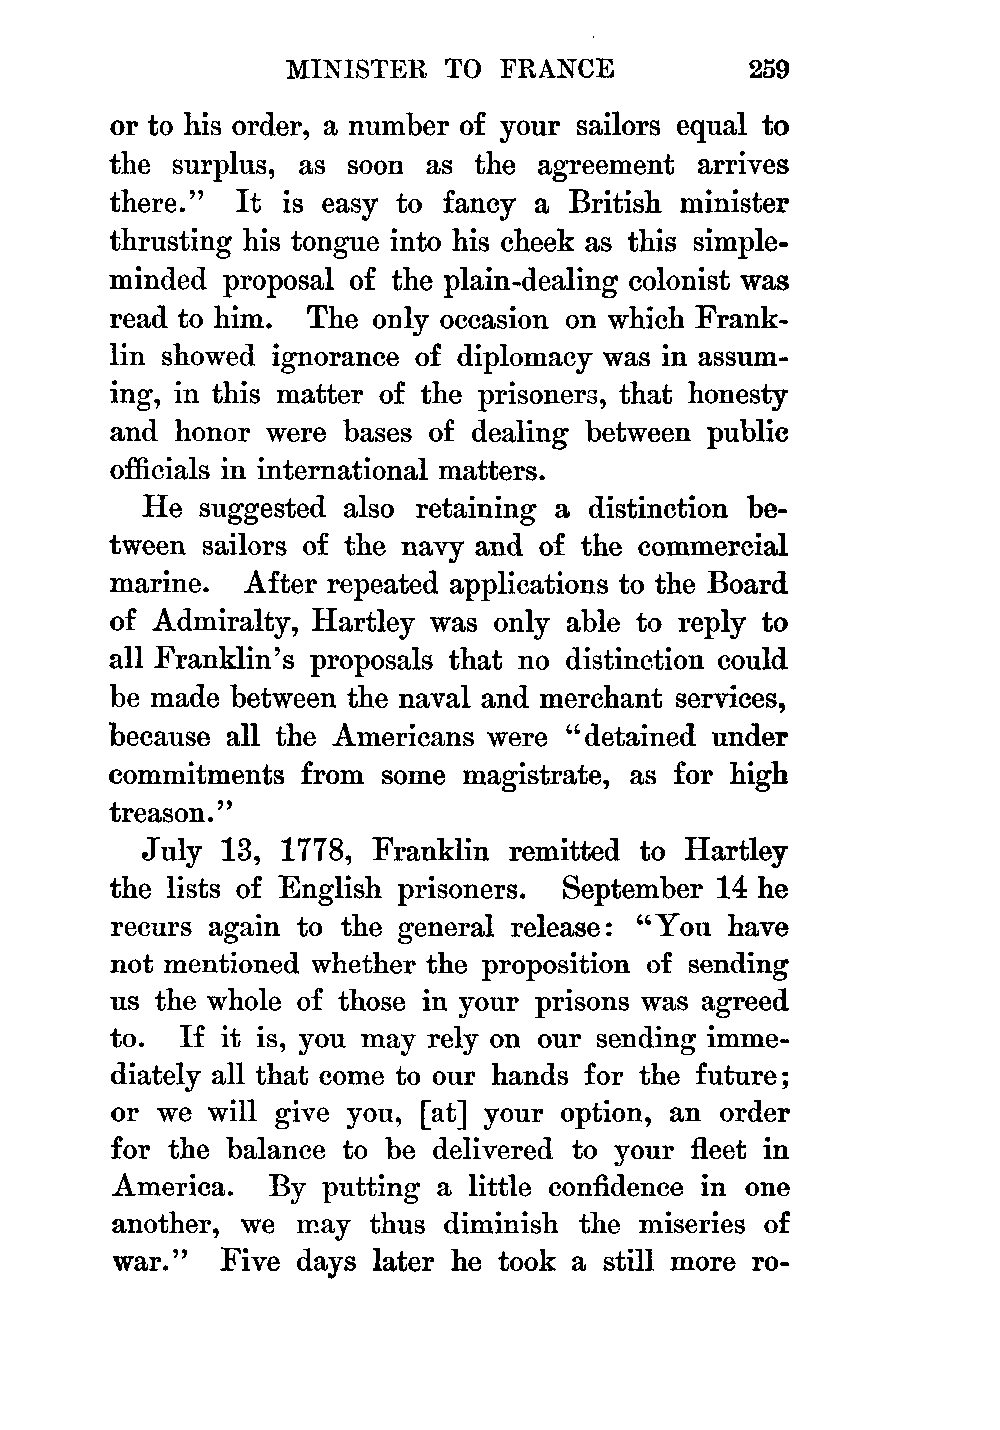 MINISTER TO FRANCE 259
or to his order, a number of your sailors equal to
the surplus, as soon as the agreement arrives
there." It is easy to fancy a British minister
thrusting his tongue into his cheek as this simple-
minded proposal of the plain-dealing colonist was
read to him. The only occasion on which Frank-
lin showed ignorance of diplomacy was in assum-
ing, in this matter of the prisoners, that honesty
and honor were bases of dealing between public
officials in international matters.
He suggested also retaining a distinction be-
tween sailors of the navy and of the commercial
marine. After repeated applications to the Board
of Admiralty, Hartley was only able to reply to
all Franklin's proposals that no distinction could
be made between the naval and merchant services,
because all the Americans were "detained under
commitments from some magistrate, as for high
treason."
July 13, 1778, Franklin remitted to Hartley
the lists of English prisoners. September 14 he
recurs again to the general release: "You have
not mentioned whether the proposition of sending
us the whole of those in your prisons was agreed
to. If it is, you may rely on our sending imme-
diately all that come to our hands for the future;
or we will give you, [at] your option, an order
for the balance to be delivered to your fleet in
America. By putting a little confidence in one
another, we may thus diminish the miseries of
war." Five days later he took a still more ro-